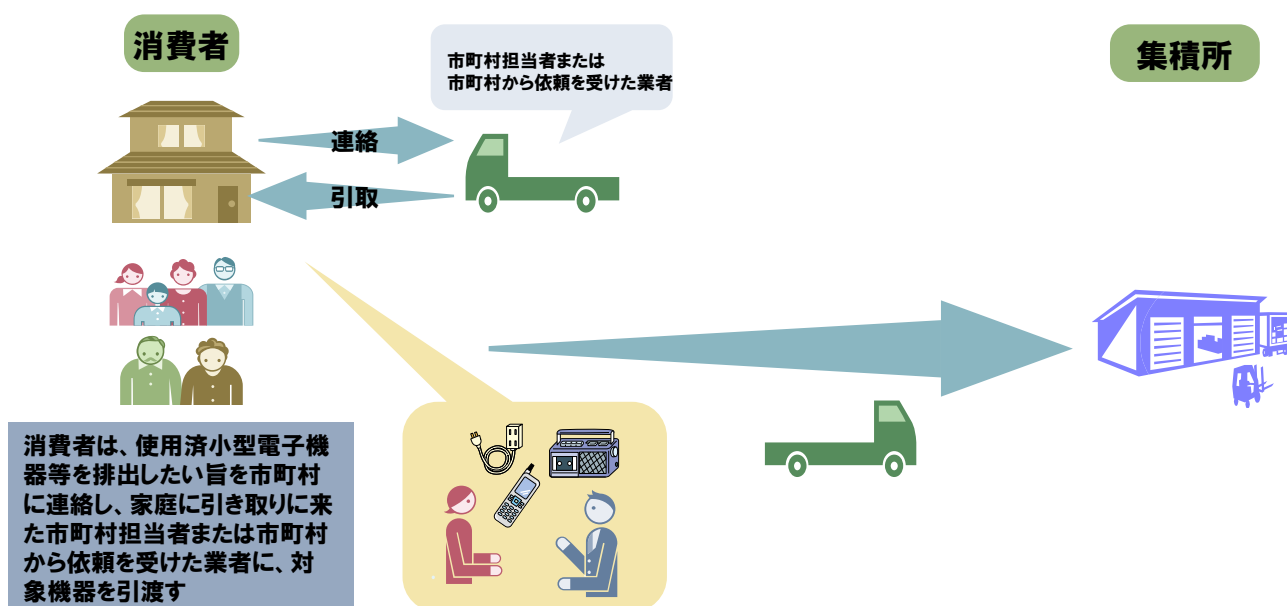 消費者
市町村担当者または
市町村から依頼を受けた業者
集積所
連絡
引取
消費者は、使用済小型電子機
器等を排出したい旨を市町村
に連絡し、家庭に引き取りに来
た市町村担当者または市町村
から依頼を受けた業者に、対
象機器を引渡す